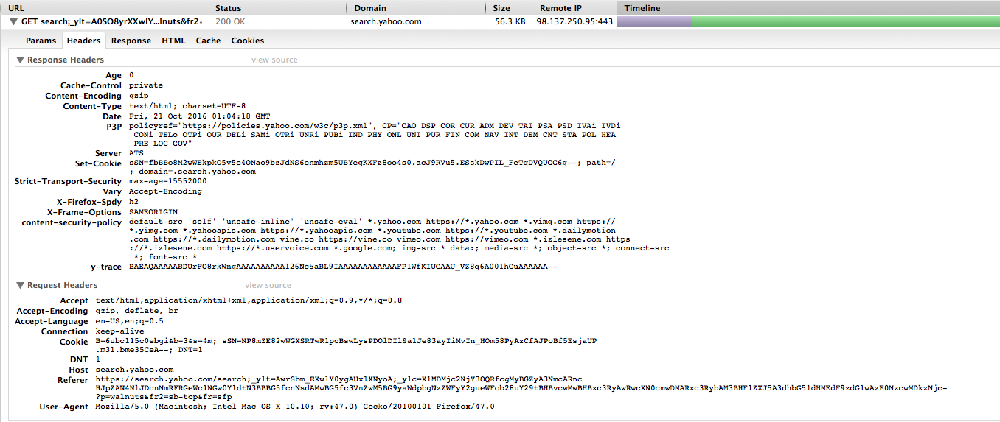 URL Status Domain Size Remote IP Timeline
GET search;_ylt=A0SO8yrXXwlY...lnuts&fr2= 200 OK search.yahoo.com 56.3 KB 98.137.250.95:443
Params Headers Response HTML Cache Cookies
Response Headers view source
Age 0
Cache-Control private
Content-Encoding gzip
Content-Type text/html; charset=UTF-8
Date Fri, 21 Oct 2016 01:04:18 GMT
P3P policyref="https://policies.yahoo.com/w3c/p3p.xml", CP="CAO DSP COR CUR ADM DEV TAI PSA PSD IVAi IVDi
CONi TELo OTPi OUR DELi SAMi OTRi UNRi PUBi IND PHY ONL UNI PUR FIN COM NAV INT DEM CNT STA POL HEA
PRE LOC GOV"
Server ATS
Set-Cookie sSN=fbBBo8M2wWEkpkO5v5e4ONao9bzJdNS6enmhzm5UBYegKXFz8oo4s0.acJ9RVu5.ESskDwPIL_FeTqDVQUGG6g--; path=/
; domain=.search.yahoo.com
Strict-Transport-Security max-age=15552000
Vary Accept-Encoding
X-Firefox-Spdy h2
X-Frame-Options SAMEORIGIN
content-security-policy default-src 'self' 'unsafe-inline' 'unsafe-eval' *.yahoo.com https://*.yahoo.com *.yimg.com https://
*.yimg.com *.yahooapis.com https://*.yahooapis.com *.youtube.com https://*.youtube.com *.dailymotion
.com https://*.dailymotion.com vine.co https://vine.co vimeo.com https://vimeo.com *.izlesene.com https
://*.izlesene.com https://*.uservoice.com *.google.com; img-src * data:; media-src *; object-src *; connect-src
*; font-src *
y-trace BAEAQAAAAABDUrFO8rkWngAAAAAAAAAAl26Nc5aBL9IAAAAAAAAAAAAFPlWfKIUGAAU_VZ8q6A00lhGuAAAAAA--
Request Headers view source
Accept text/html,application/xhtml+xml,application/xml;q=0.9,*/*;q=0.8
Accept-Encoding gzip, deflate, br
Accept-Language en-US,en;q=0.5
Connection keep-alive
Cookie B=6ubc115c0ebgi&b=3&s=4m; sSN=NP8mZE82wWGXSRTwR1pcBswLysPDOlDIlSalJe83ayIiMvIn_HOm58PyAzCfAJPoBf5EsjaUP
.m31.bme35CeA--; DNT=1
DNT 1
Host search.yahoo.com
Referer https://search.yahoo.com/search;_ylt=AwrSbm_EXwlY0ygAUx1XNyoA;_ylc=X1MDMjc2NjY3OQRfcgMyBGZyA3NmcARnc
HJpZAN4NlJDcnNmRFRGeWc1NGw0Y1dtN3BBBG5fcnNsdAMwBG5fc3VnZwM5BG9yaWdpbgNzZWFyY2gueWFob28uY29tBHBvcwMwBHBxc3RyAwRwcXN0cmwDMARxc3RybAM3BHF1ZXJ5A3dhbG51dHMEdF9zdG1wAzE0NzcwMDkzNjc-
?p=walnuts&fr2=sb-top&fr=sfp
User-Agent Mozilla/5.0 (Macintosh; Intel Mac OS X 10.10; rv:47.0) Gecko/20100101 Firefox/47.0